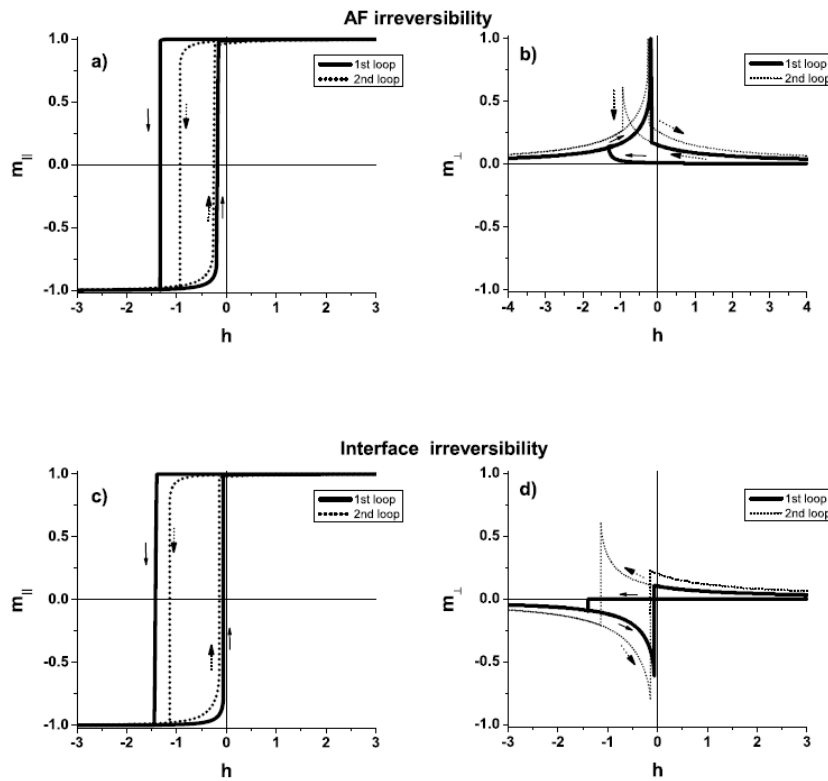 AF irreversibility
a)
1st loop
2nd loop
m||
1.0
0.5
0.0
-0.5
-1.0
-3 -2 -1 0 1 2 3
h
b)
1st loop
2nd loop
m⊥
1.0
0.5
0.0
-0.5
-1.0
-4 -3 -2 -1 0 1 2 3 4
h
Interface irreversibility
c)
1st loop
2nd loop
m||
1.0
0.5
0.0
-0.5
-1.0
-3 -2 -1 0 1 2 3
h
d)
1st loop
2nd loop
m⊥
1.0
0.5
0.0
-0.5
-1.0
-3 -2 -1 0 1 2 3
h